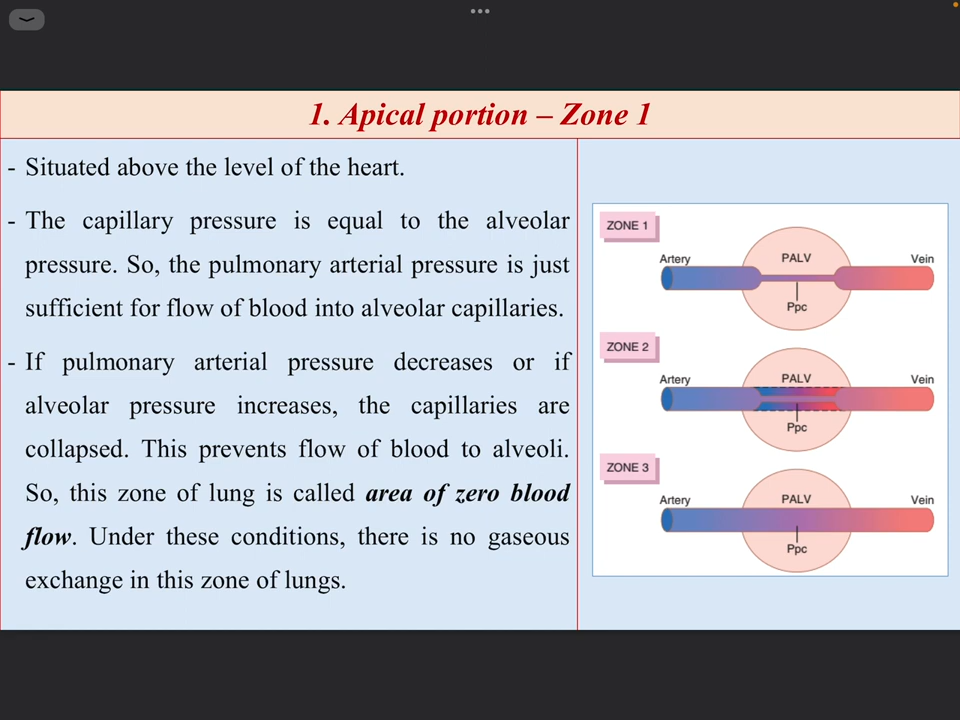 1. Apical portion – Zone 1
- Situated above the level of the heart.
- The capillary pressure is equal to the alveolar
pressure. So, the pulmonary arterial pressure is just
sufficient for flow of blood into alveolar capillaries.
- If pulmonary arterial pressure decreases or if
alveolar pressure increases, the capillaries are
collapsed. This prevents flow of blood to alveoli.
So, this zone of lung is called area of zero blood
flow. Under these conditions, there is no gaseous
exchange in this zone of lungs.
ZONE 1
Artery PALV Vein
Ppc
ZONE 2
Artery PALV Vein
Ppc
ZONE 3
Artery PALV Vein
Ppc